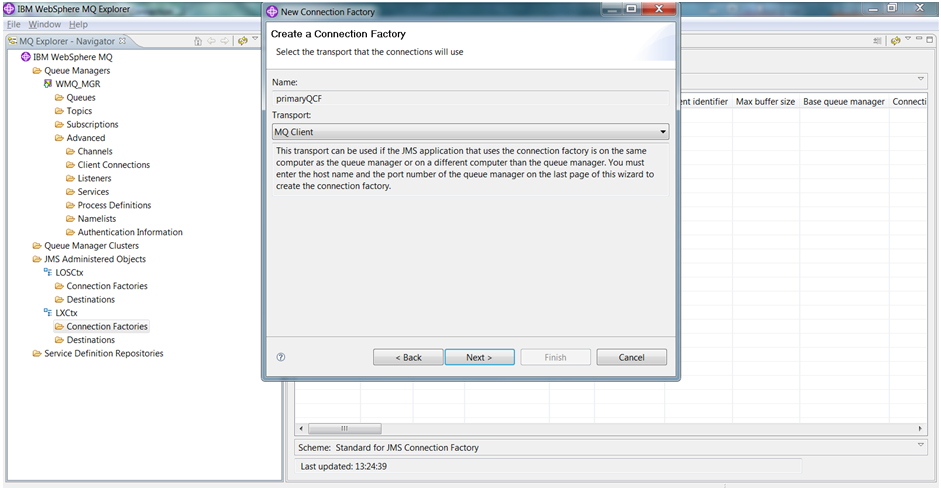 IBM WebSphere MQ Explorer
File Window Help
MQ Explorer - Navigator
IBM WebSphere MQ
Queue Managers
WMQ_MGR
Queues
Topics
Subscriptions
Advanced
Channels
Client Connections
Listeners
Services
Process Definitions
Namelists
Authentication Information
Queue Manager Clusters
JMS Administered Objects
LOSCtx
Connection Factories
Destinations
LXCtx
Connection Factories
Destinations
Service Definition Repositories
New Connection Factory
Create a Connection Factory
Select the transport that the connections will use
Name:
primaryQCF
Transport:
MQ Client
This transport can be used if the JMS application that uses the connection factory is on the same
computer as the queue manager or on a different computer than the queue manager. You must
enter the host name and the port number of the queue manager on the last page of this wizard to
create the connection factory.
< Back Next > Finish Cancel
ent identifier Max buffer size Base queue manager Connecti
Scheme: Standard for JMS Connection Factory
Last updated: 13:24:39